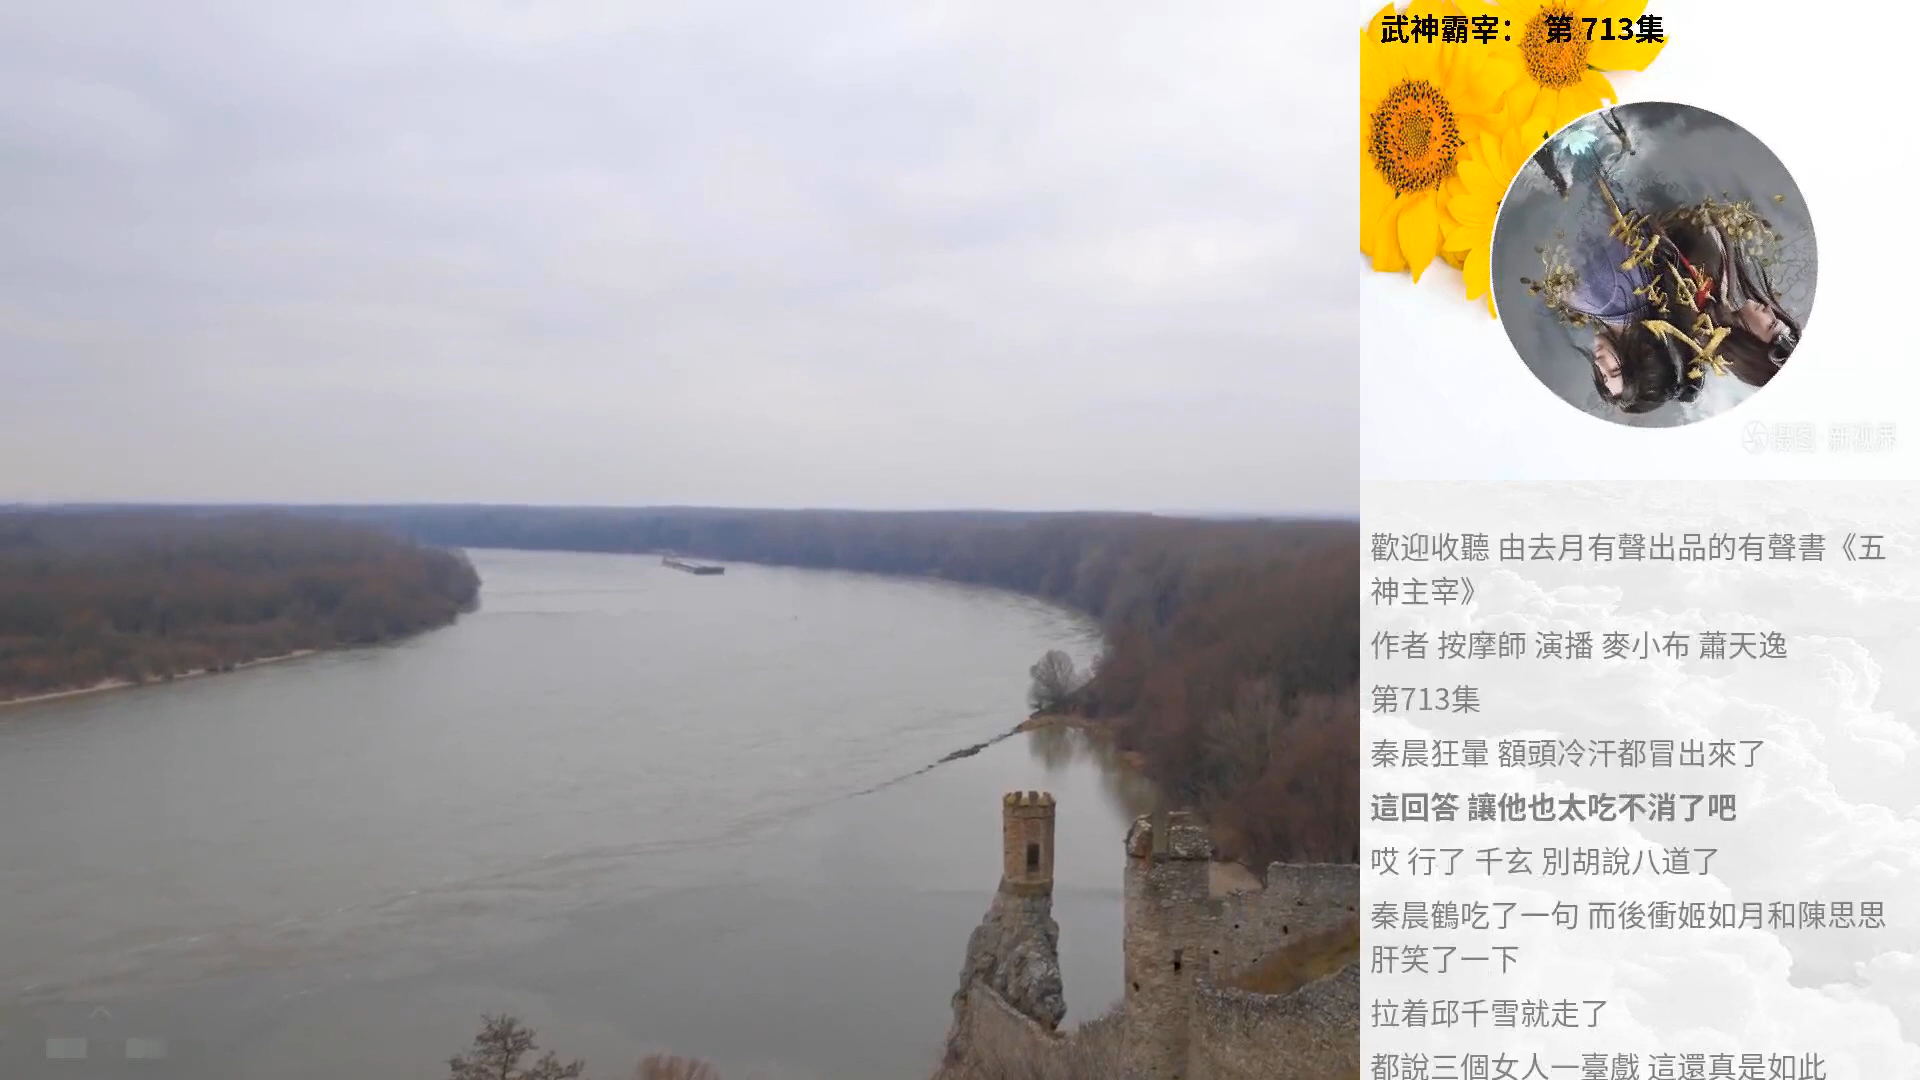 武神霸宰： 第 713集
摄图·新视界
歡迎收聽 由去月有聲出品的有聲書《五
神主宰》
作者 按摩師 演播 麥小布 蕭天逸
第713集
秦晨狂暈 額頭冷汗都冒出來了
這回答 讓他也太吃不消了吧
哎 行了 千玄 別胡說八道了
秦晨鶴吃了一句 而後衝姬如月和陳思思
肝笑了一下
拉着邱千雪就走了
都說三個女人一臺戲 這還真是如此